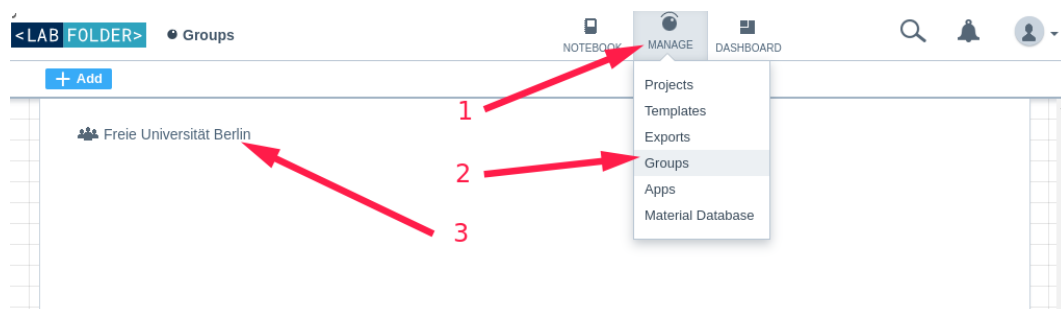 <LAB FOLDER> Groups
NOTEBOOK MANAGE DASHBOARD
+ Add
Projects
Templates
Exports
Groups
Apps
Material Database
Freie Universität Berlin
1
2
3